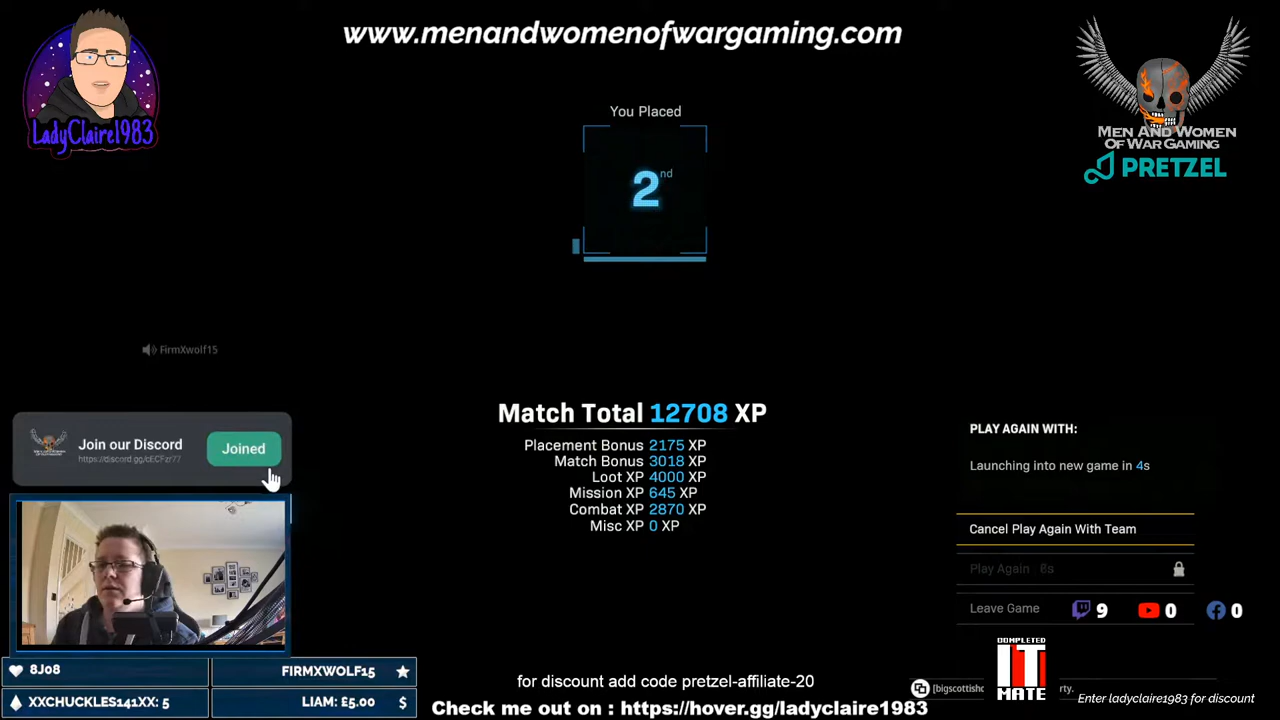 www.menandwomenofwargaming.com
LadyClaire1983
MEN AND WOMEN
OF WAR GAMING
PRETZEL
You Placed
2nd
FirmXwolf15
Join our Discord
Joined
Match Total 12708 XP
Placement Bonus 2175 XP
Match Bonus 3018 XP
Loot XP 4000 XP
Mission XP 645 XP
Combat XP 2870 XP
Misc XP 0 XP
PLAY AGAIN WITH:
Launching into new game in 4s
Cancel Play Again With Team
Play Again 6s
Leave Game
9
0
0
8J08
FIRMXWOLF15
XXCHUCKLES141XX: 5
LIAM: £5.00
for discount add code pretzel-affiliate-20
Check me out on : https://hover.gg/ladyclaire1983
COMPLETED
IT
MATE
Enter ladyclaire1983 for discount